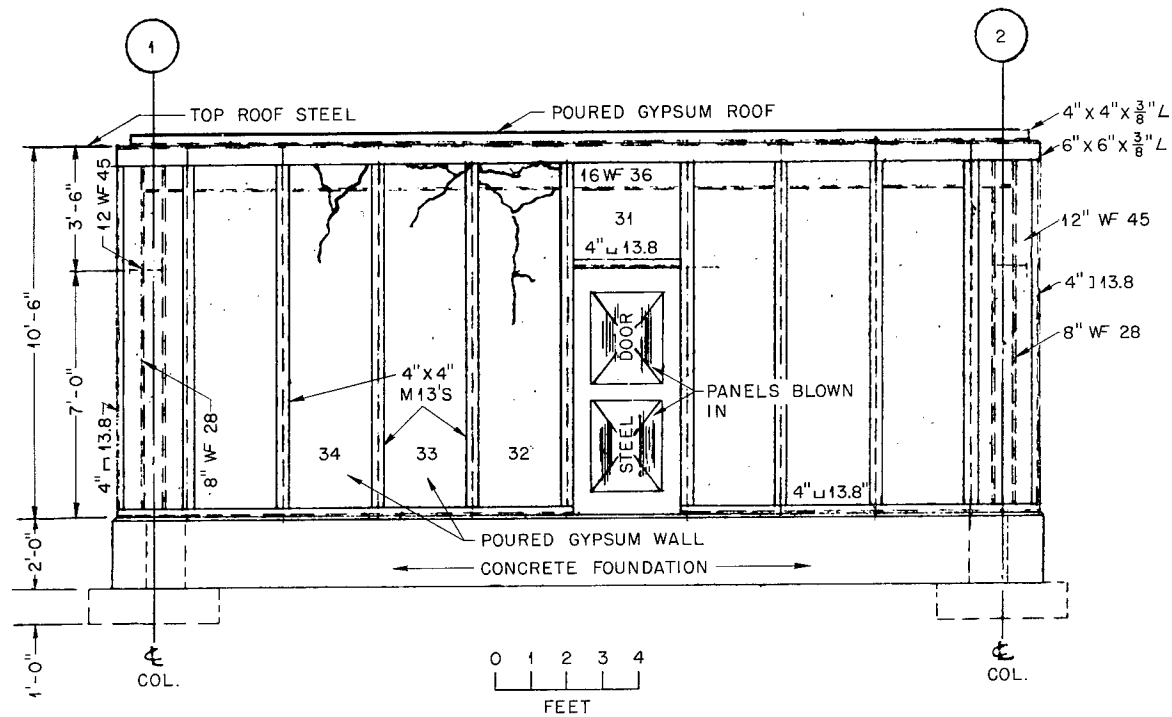 1
2
TOP ROOF STEEL
POURED GYPSUM ROOF
4" x 4" x 3/8" L
6" x 6" x 3/8" L
12 WF 45
3'-6"
16 WF 36
31
4" ⊔ 13.8
12" WF 45
4" ] 13.8
8" WF 28
10'-6"
7'-0"
DOOR
STEEL
4" x 4"
M 13'S
PANELS BLOWN
IN
4" ⊓ 13.8
8" WF 28
34
33
32
4" ⊔ 13.8"
POURED GYPSUM WALL
CONCRETE FOUNDATION
2'-0"
1'-0"
℄
COL.
℄
COL.
0 1 2 3 4
FEET